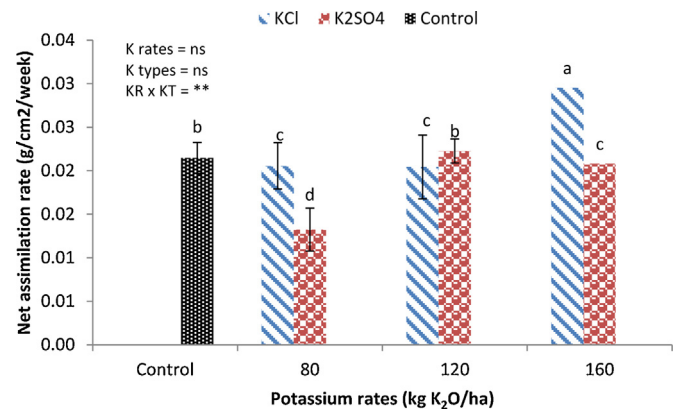 KCl K2SO4 Control
K rates = ns
K types = ns
KR x KT = **
Net assimilation rate (g/cm2/week)
0.04
0.03
0.03
0.02
0.02
0.01
0.01
0.00
b
c
d
c
b
a
c
Control 80 120 160
Potassium rates (kg K₂O/ha)